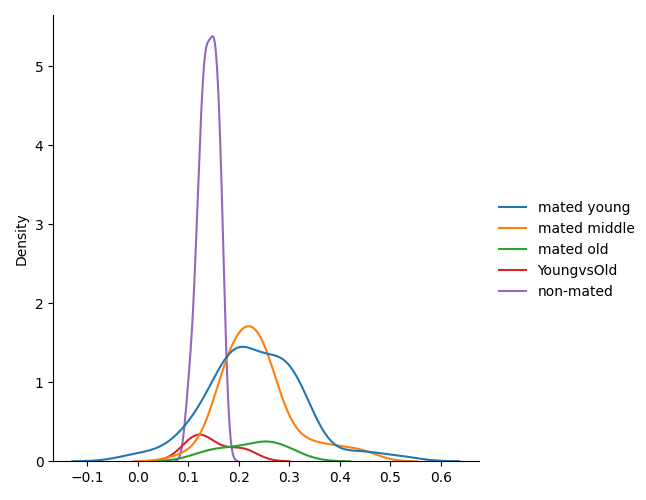 5
4
3
2
1
0
Density
−0.1 0.0 0.1 0.2 0.3 0.4 0.5 0.6
mated young
mated middle
mated old
YoungvsOld
non-mated